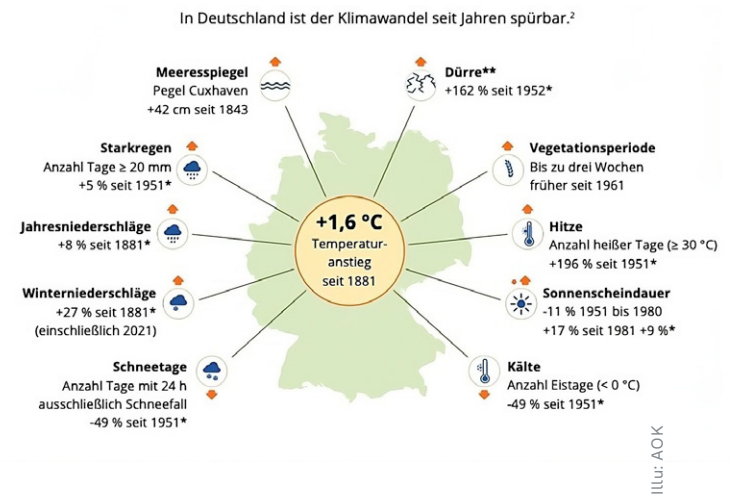 In Deutschland ist der Klimawandel seit Jahren spürbar.²
Meeresspiegel
Pegel Cuxhaven
+42 cm seit 1843
Dürre**
+162 % seit 1952*
Starkregen
Anzahl Tage ≥ 20 mm
+5 % seit 1951*
Vegetationsperiode
Bis zu drei Wochen
früher seit 1961
Jahresniederschläge
+8 % seit 1881*
+1,6 °C
Temperatur-
anstieg
seit 1881
Hitze
Anzahl heißer Tage (≥ 30 °C)
+196 % seit 1951*
Winterniederschläge
+27 % seit 1881*
(einschließlich 2021)
Sonnenscheindauer
-11 % 1951 bis 1980
+17 % seit 1981 +9 %*
Schneetage
Anzahl Tage mit 24 h
ausschließlich Schneefall
-49 % seit 1951*
Kälte
Anzahl Eistage (< 0 °C)
-49 % seit 1951*
Illu: AOK